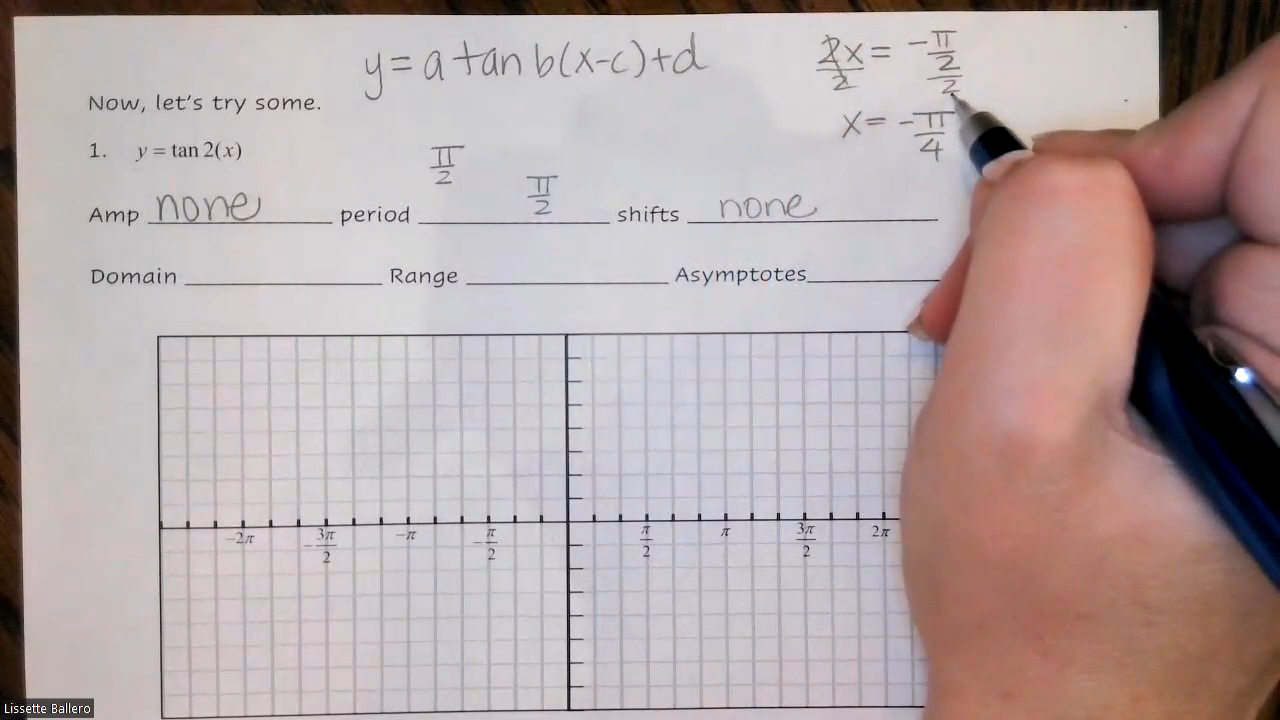 y = a tan b(x-c)+d
2x/2 = -π/2/2
x = -π/4
Now, let's try some.
1. y = tan 2(x)
π/2
π/2
Amp none period shifts none
Domain Range Asymptotes
-2π -3π/2 -π -π/2 π/2 π 3π/2 2π
Lissette Ballero